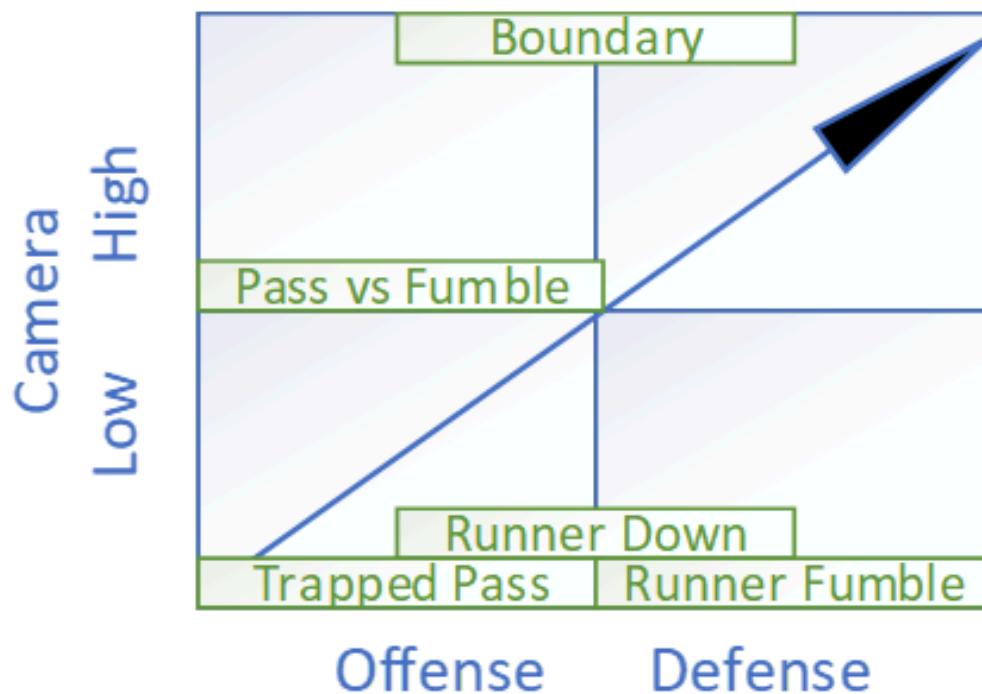 Boundary
High
Camera
Pass vs Fumble
Low
Runner Down
Trapped Pass
Runner Fumble
Offense
Defense